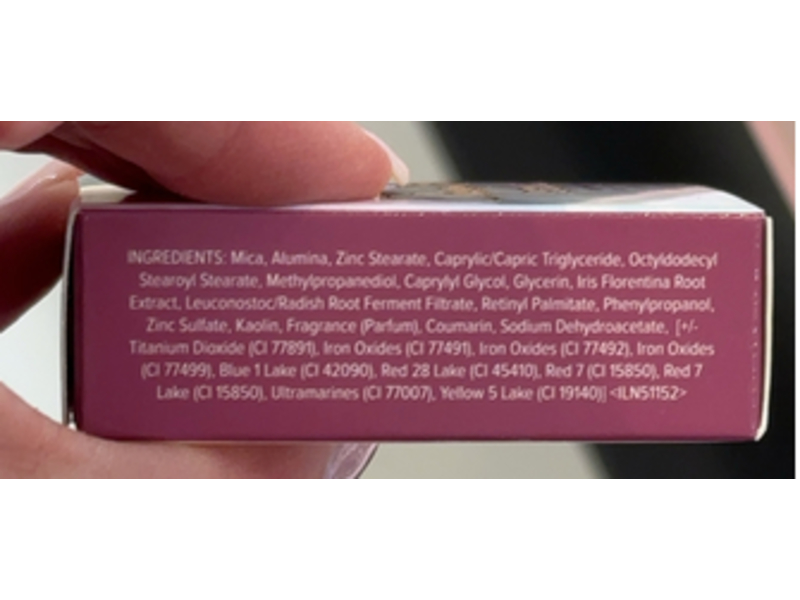 INGREDIENTS: Mica, Alumina, Zinc Stearate, Caprylic/Capric Triglyceride, Octyldodecyl
Stearoyl Stearate, Methylpropanediol, Caprylyl Glycol, Glycerin, Iris Florentina Root
Extract, Leuconostoc/Radish Root Ferment Filtrate, Retinyl Palmitate, Phenylpropanol,
Zinc Sulfate, Kaolin, Fragrance (Parfum), Coumarin, Sodium Dehydroacetate, [+/-
Titanium Dioxide (CI 77891), Iron Oxides (CI 77491), Iron Oxides (CI 77492), Iron Oxides
(CI 77499), Blue 1 Lake (CI 42090), Red 28 Lake (CI 45410), Red 7 (CI 15850), Red 7
Lake (CI 15850), Ultramarines (CI 77007), Yellow 5 Lake (CI 19140)] <ILN51152>